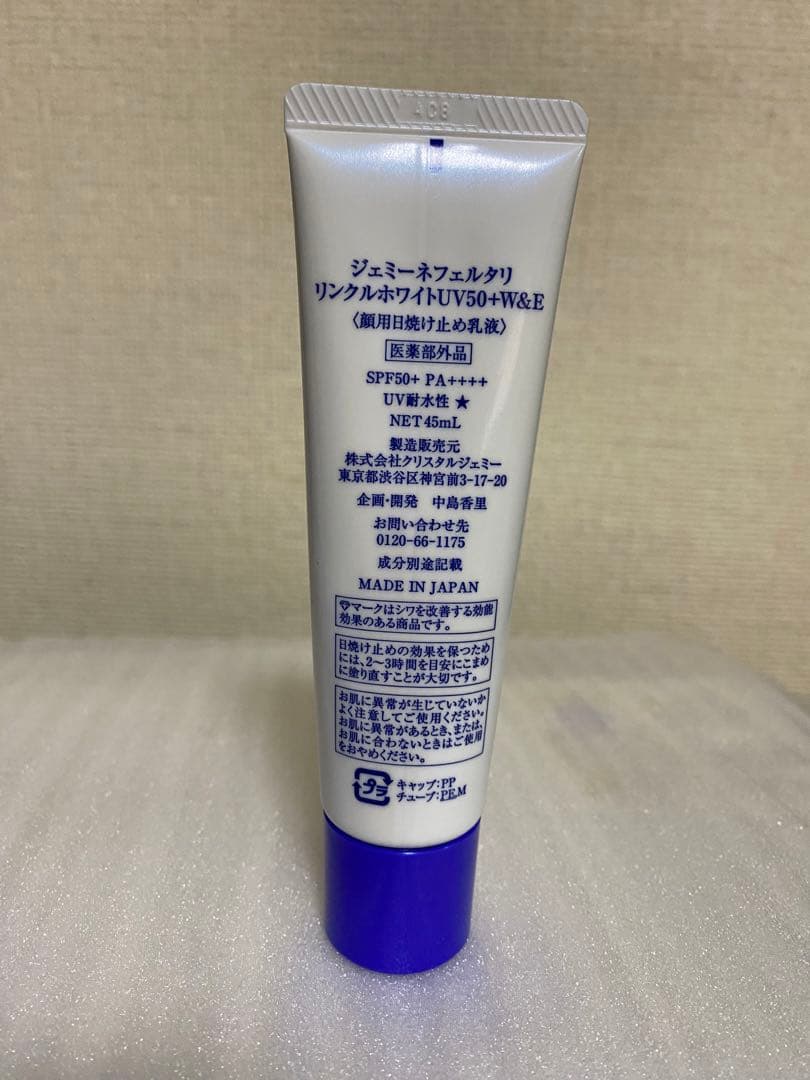 ジェミーネフェルタリ
リンクルホワイトUV50+W&E
〈顔用日焼け止め乳液〉
医薬部外品
SPF50+ PA++++
UV耐水性 ★
NET 45mL
製造販売元
株式会社クリスタルジェミー
東京都渋谷区神宮前3-17-20
企画・開発 中島香里
お問い合わせ先
0120-66-1175
成分別途記載
MADE IN JAPAN
マークはシワを改善する効能
効果のある商品です。
日焼け止めの効果を保つため
には、2〜3時間を目安にこまめ
に塗り直すことが大切です。
お肌に異常が生じていないか
よく注意してご使用ください。
お肌に異常があるとき、または、
お肌に合わないときはご使用
をおやめください。
プラ
キャップ:PP
チューブ:PE,M